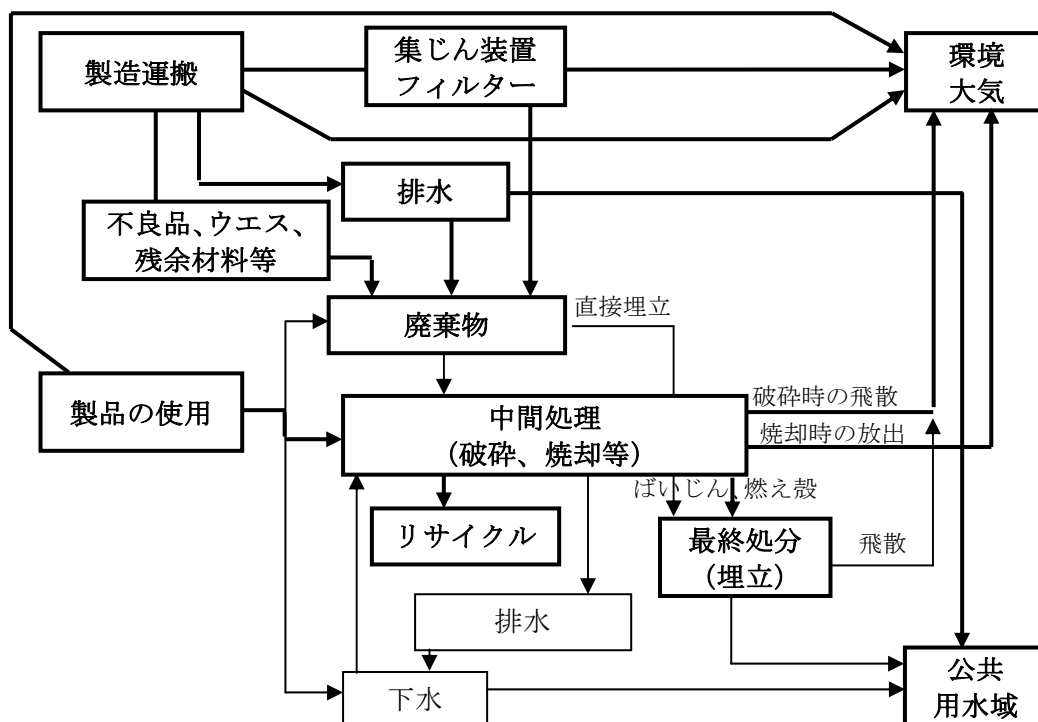 製造運搬
集じん装置
フィルター
環境
大気
排水
不良品、ウエス、
残余材料等
廃棄物
直接埋立
製品の使用
中間処理
(破砕、焼却等)
破砕時の飛散
焼却時の放出
ばいじん、燃え殻
リサイクル
最終処分
(埋立)
飛散
排水
下水
公共
用水域